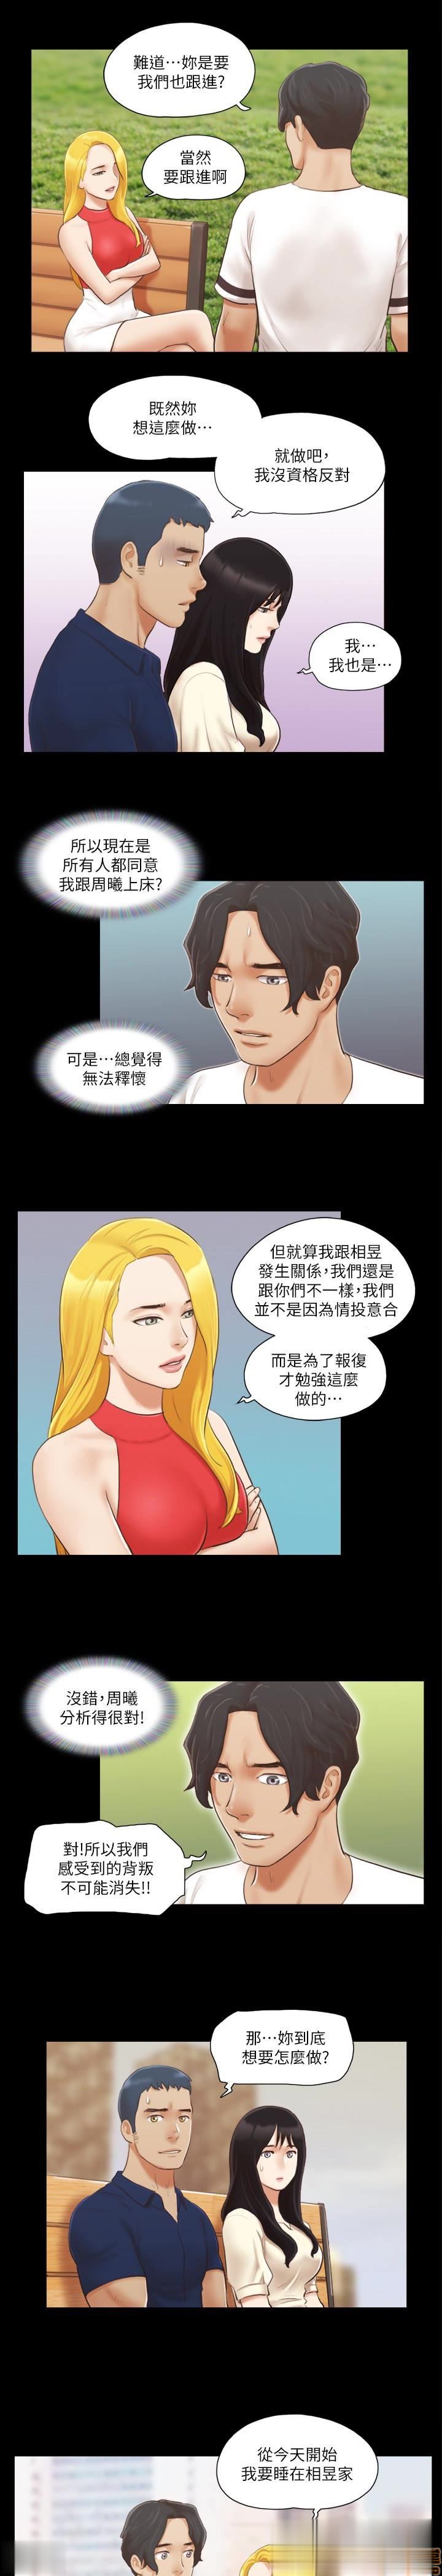 難道…妳是要
我們也跟進?
當然
要跟進啊
既然妳
想這麼做…
就做吧,
我沒資格反對
我…
我也是…
所以現在是
所有人都同意
我跟周曦上床?
可是…總覺得
無法釋懷
但就算我跟相昱
發生關係,我們還是
跟你們不一樣,我們
並不是因為情投意合
而是為了報復
才勉強這麼
做的…
沒錯,周曦
分析得很對!
對!所以我們
感受到的背叛
不可能消失!!
那…妳到底
想要怎麼做?
從今天開始
我要睡在相昱家